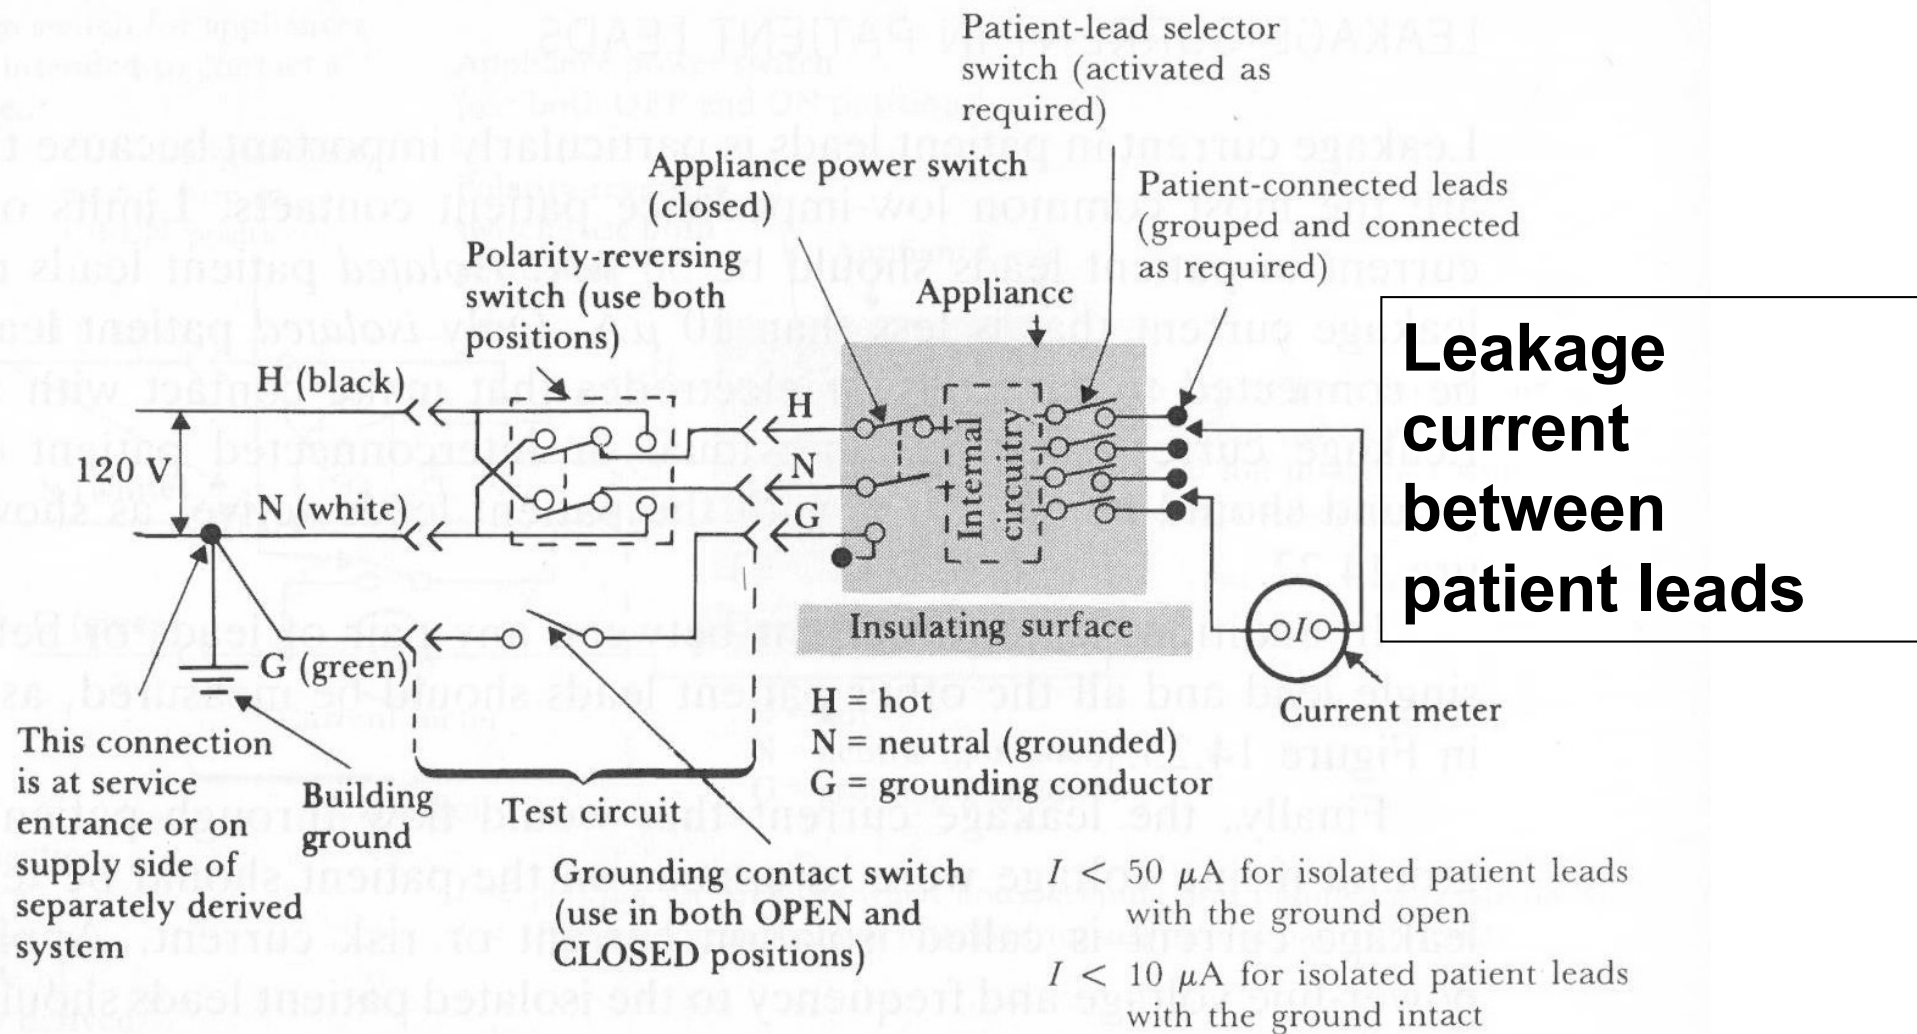 Patient-lead selector
switch (activated as
required)
Appliance power switch
(closed)
Patient-connected leads
(grouped and connected
as required)
Polarity-reversing
switch (use both
positions)
Appliance
Leakage
current
between
patient leads
H (black)
H
120 V
N
N (white)
G
Internal
circuitry
Insulating surface
I
G (green)
H = hot
N = neutral (grounded)
G = grounding conductor
Current meter
This connection
is at service
entrance or on
supply side of
separately derived
system
Building
ground
Test circuit
Grounding contact switch
(use in both OPEN and
CLOSED positions)
I < 50 μA for isolated patient leads
with the ground open
I < 10 μA for isolated patient leads
with the ground intact